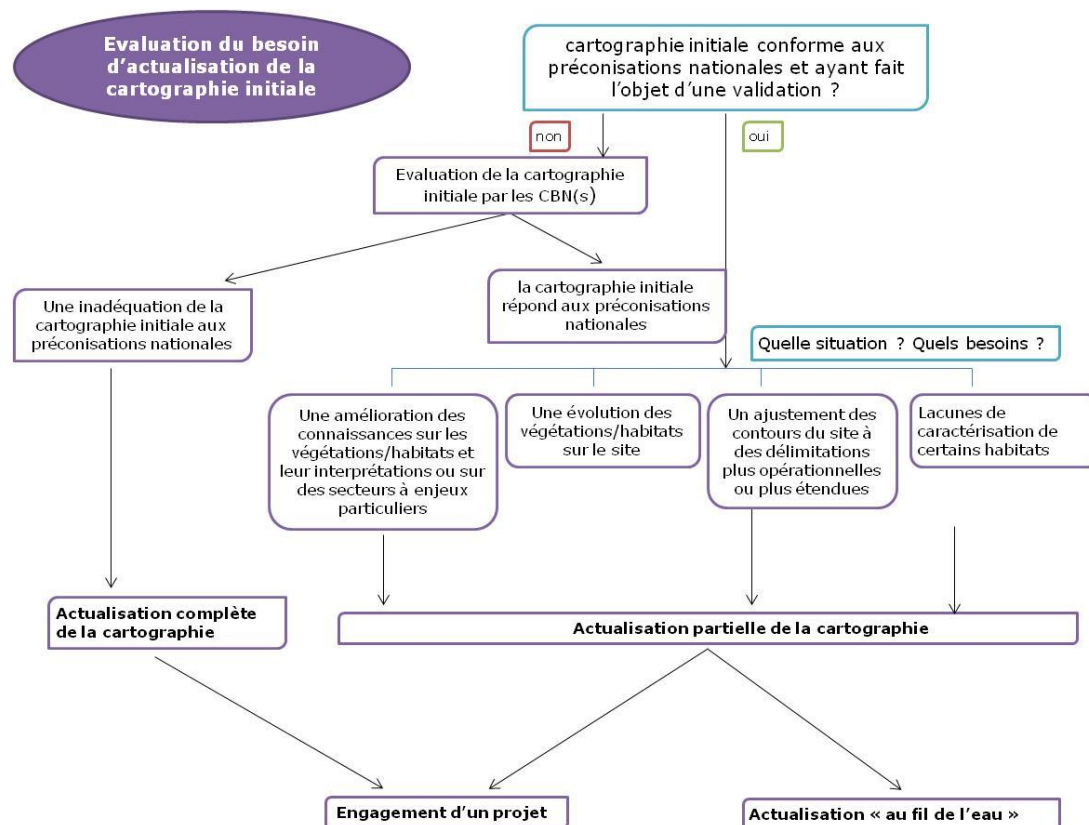 Evaluation du besoin
d’actualisation de la
cartographie initiale
cartographie initiale conforme aux
préconisations nationales et ayant fait
l’objet d’une validation ?
non
oui
Evaluation de la cartographie
initiale par les CBN(s)
Une inadéquation de la
cartographie initiale aux
préconisations nationales
la cartographie initiale
répond aux préconisations
nationales
Quelle situation ? Quels besoins ?
Une amélioration des
connaissances sur les
végétations/habitats et
leur interprétations ou sur
des secteurs à enjeux
particuliers
Une évolution des
végétations/habitats
sur le site
Un ajustement des
contours du site à
des délimitations
plus opérationnelles
ou plus étendues
Lacunes de
caractérisation de
certains habitats
Actualisation complète
de la cartographie
Actualisation partielle de la cartographie
Engagement d’un projet
Actualisation « au fil de l’eau »